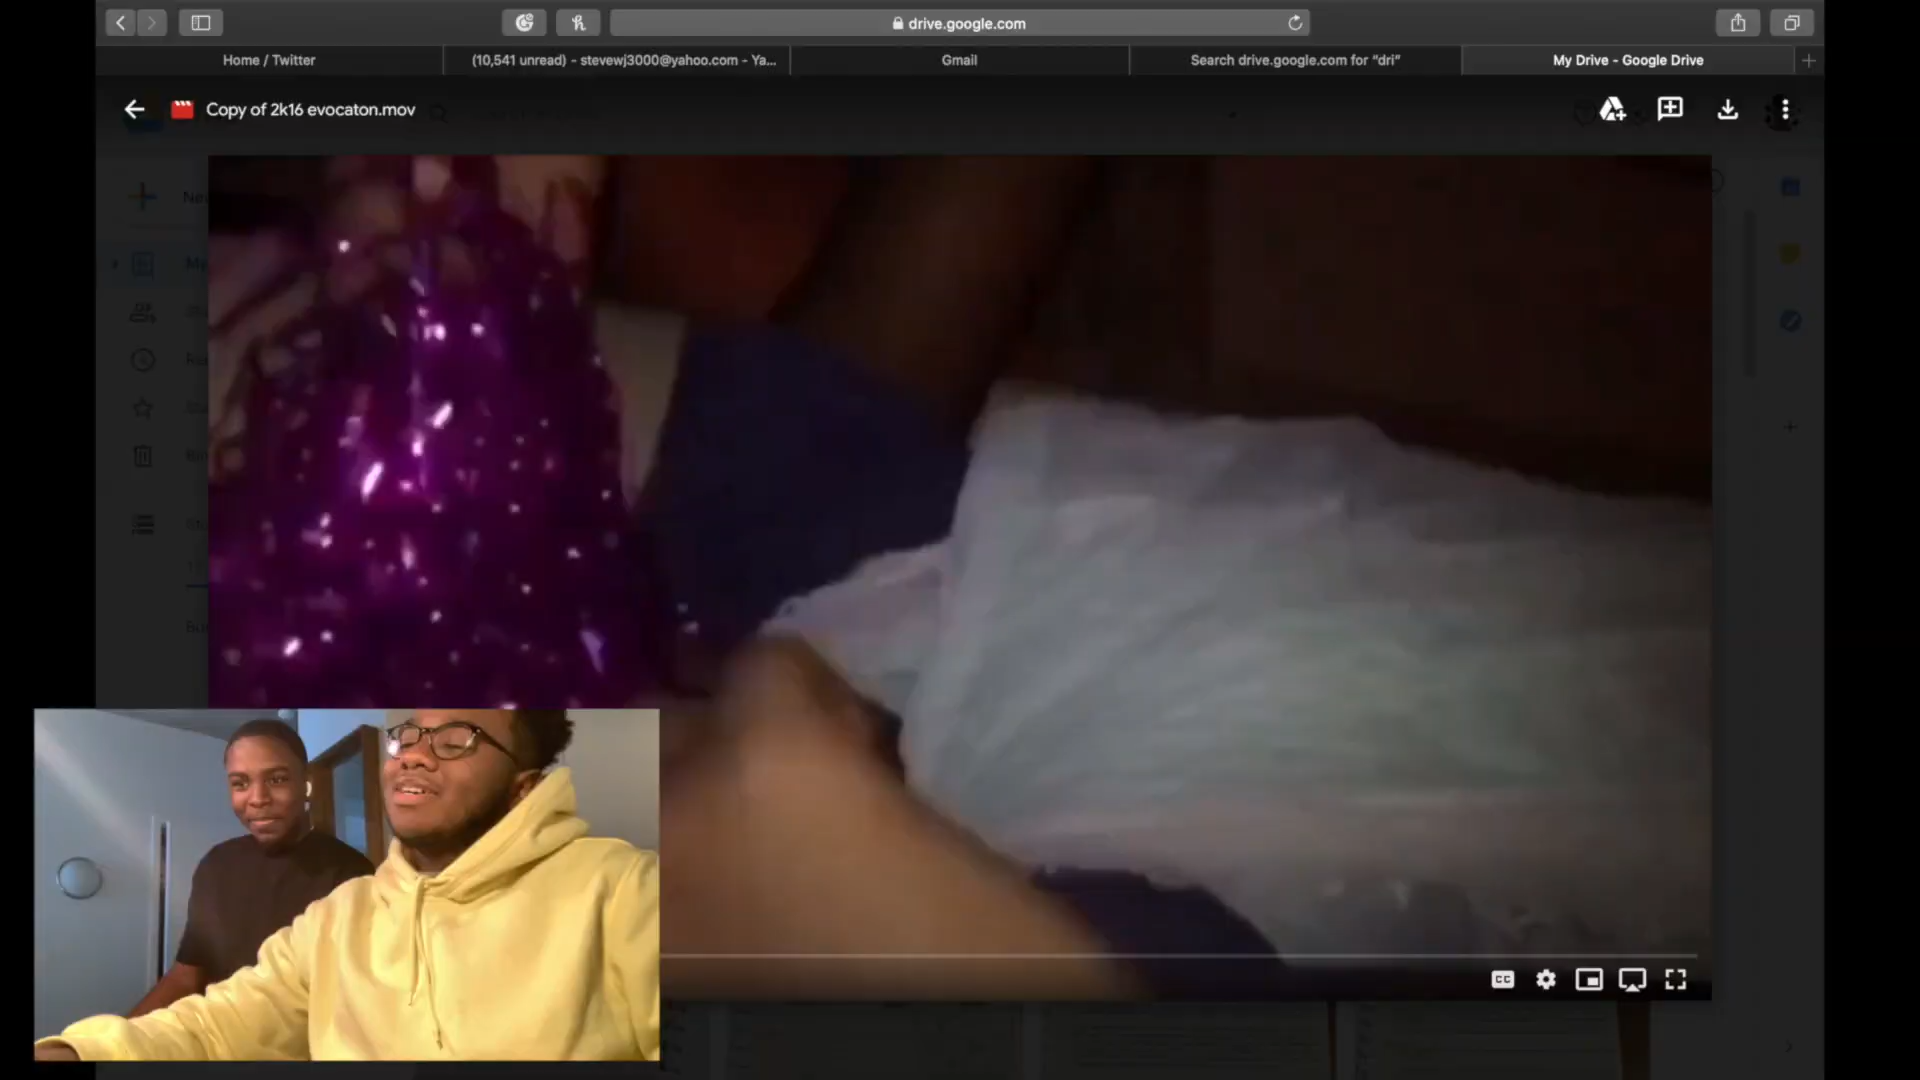 drive.google.com
Home / Twitter
(10,541 unread) - stevewj3000@yahoo.com - Ya...
Gmail
Search drive.google.com for “dri”
My Drive - Google Drive
Copy of 2k16 evocaton.mov
CC